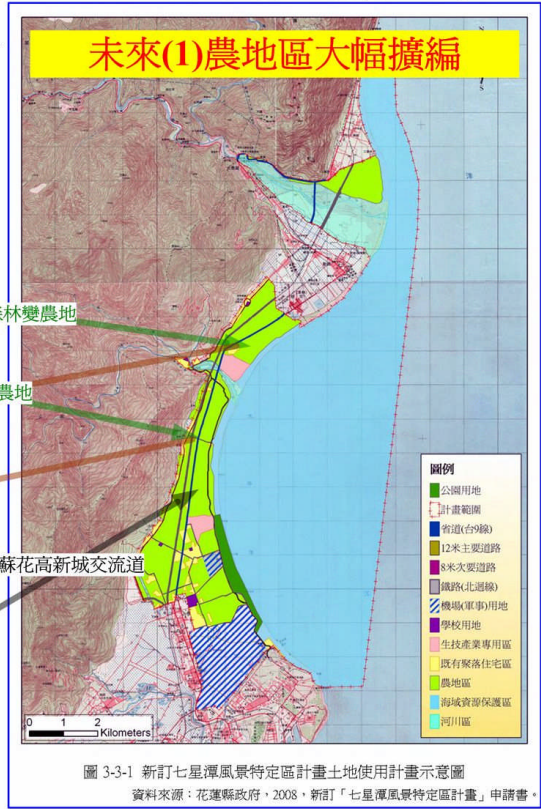 未來(1)農地區大幅擴編
林變農地
農地
蘇花高新城交流道
圖例
公園用地
計畫範圍
省道(台9線)
12米主要道路
8米次要道路
鐵路(北迴線)
機場(軍事)用地
學校用地
生技產業專用區
既有聚落住宅區
農地區
海域資源保護區
河川區
0 1 2
Kilometers
圖 3-3-1 新訂七星潭風景特定區計畫土地使用計畫示意圖
資料來源：花蓮縣政府，2008，新訂「七星潭風景特定區計畫」申請書。